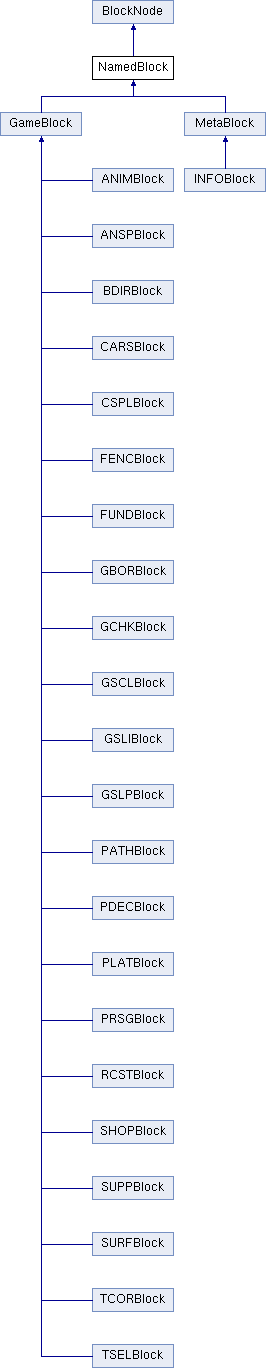 BlockNode
NamedBlock
GameBlock
MetaBlock
ANIMBlock
INFOBlock
ANSPBlock
BDIRBlock
CARSBlock
CSPLBlock
FENCBlock
FUNDBlock
GBORBlock
GCHKBlock
GSCLBlock
GSLIBlock
GSLPBlock
PATHBlock
PDECBlock
PLATBlock
PRSGBlock
RCSTBlock
SHOPBlock
SUPPBlock
SURFBlock
TCORBlock
TSELBlock